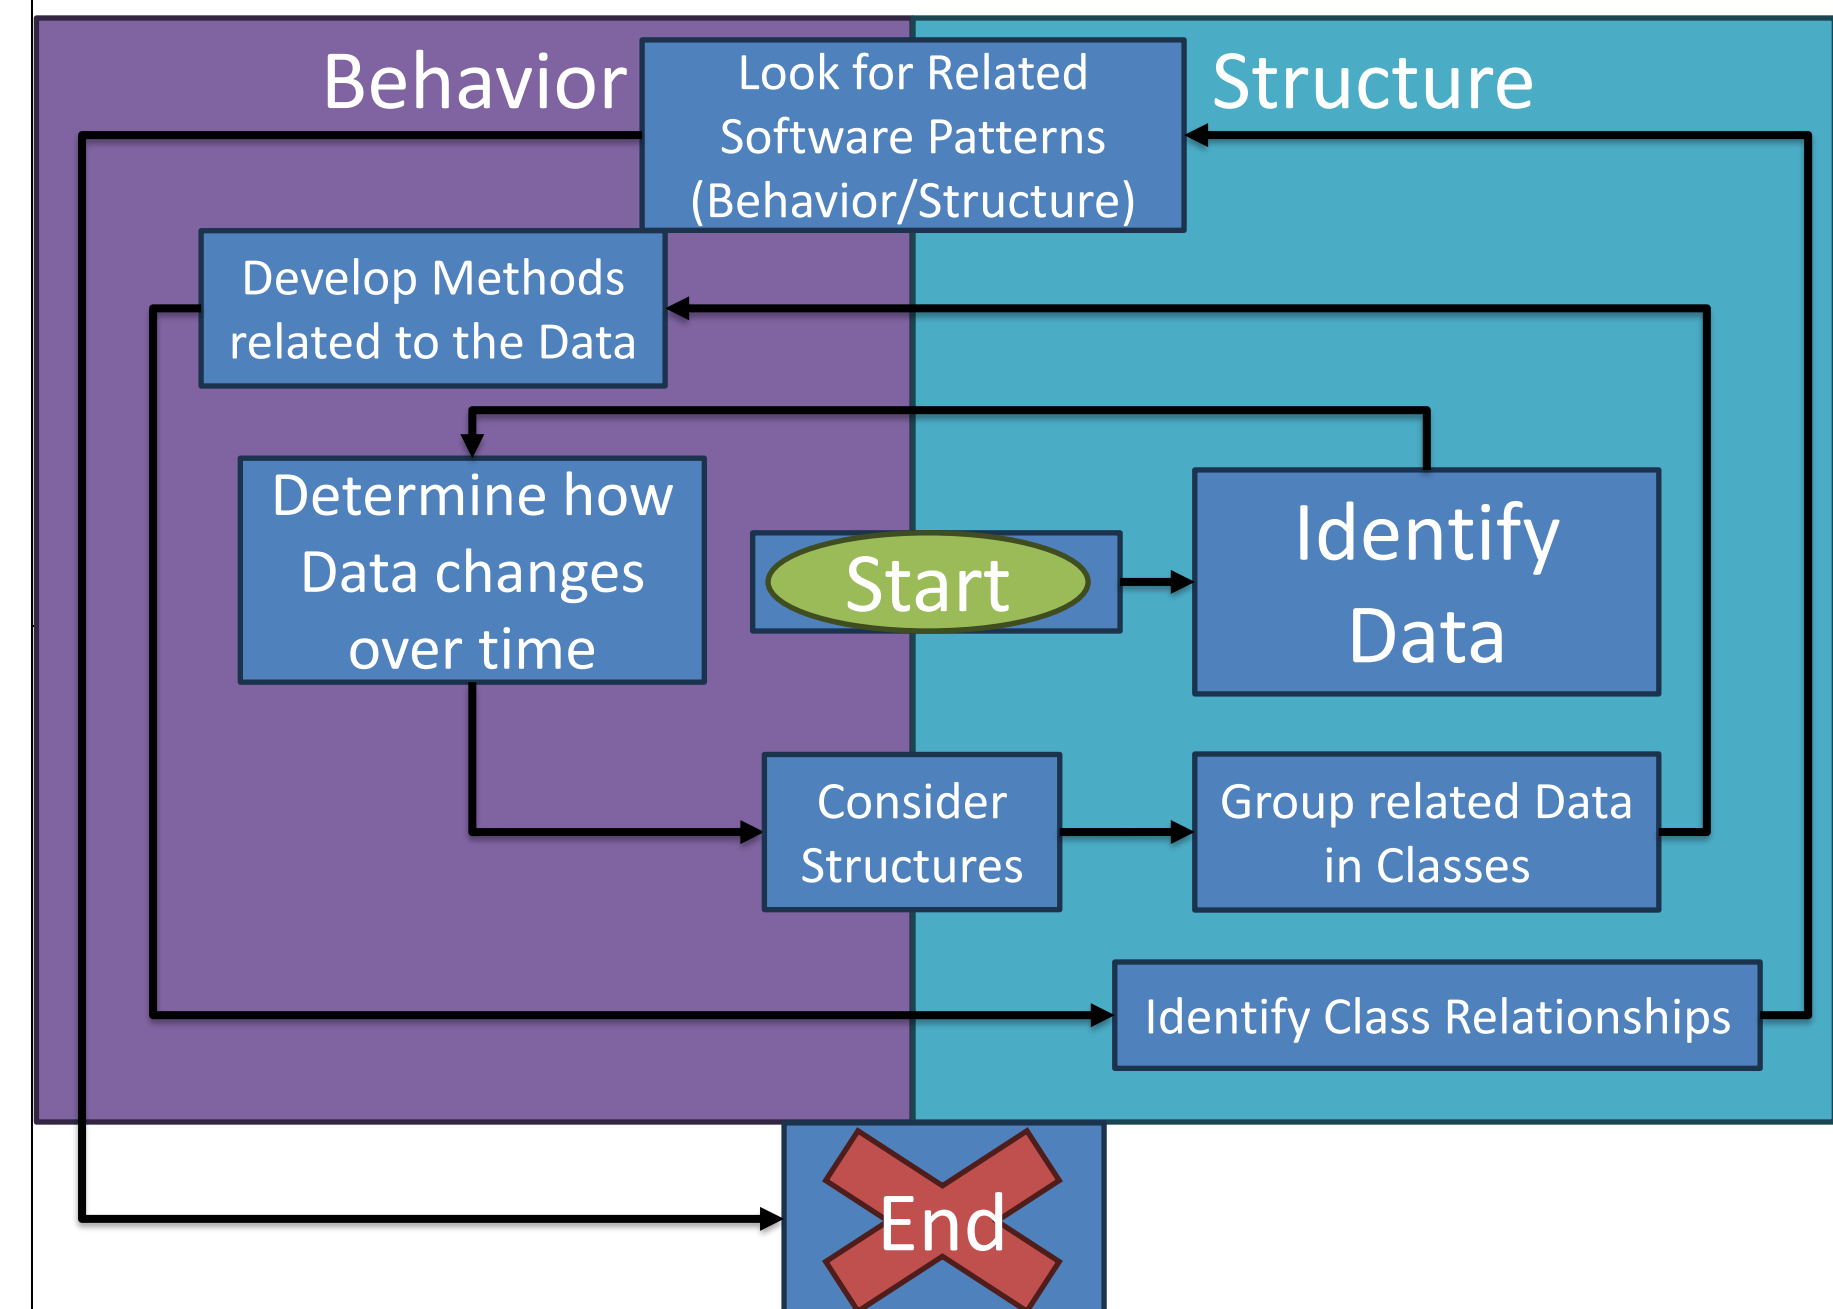 Behavior
Look for Related
Software Patterns
(Behavior/Structure)
Structure
Develop Methods
related to the Data
Determine how
Data changes
over time
Start
Identify
Data
Consider
Structures
Group related Data
in Classes
Identify Class Relationships
End